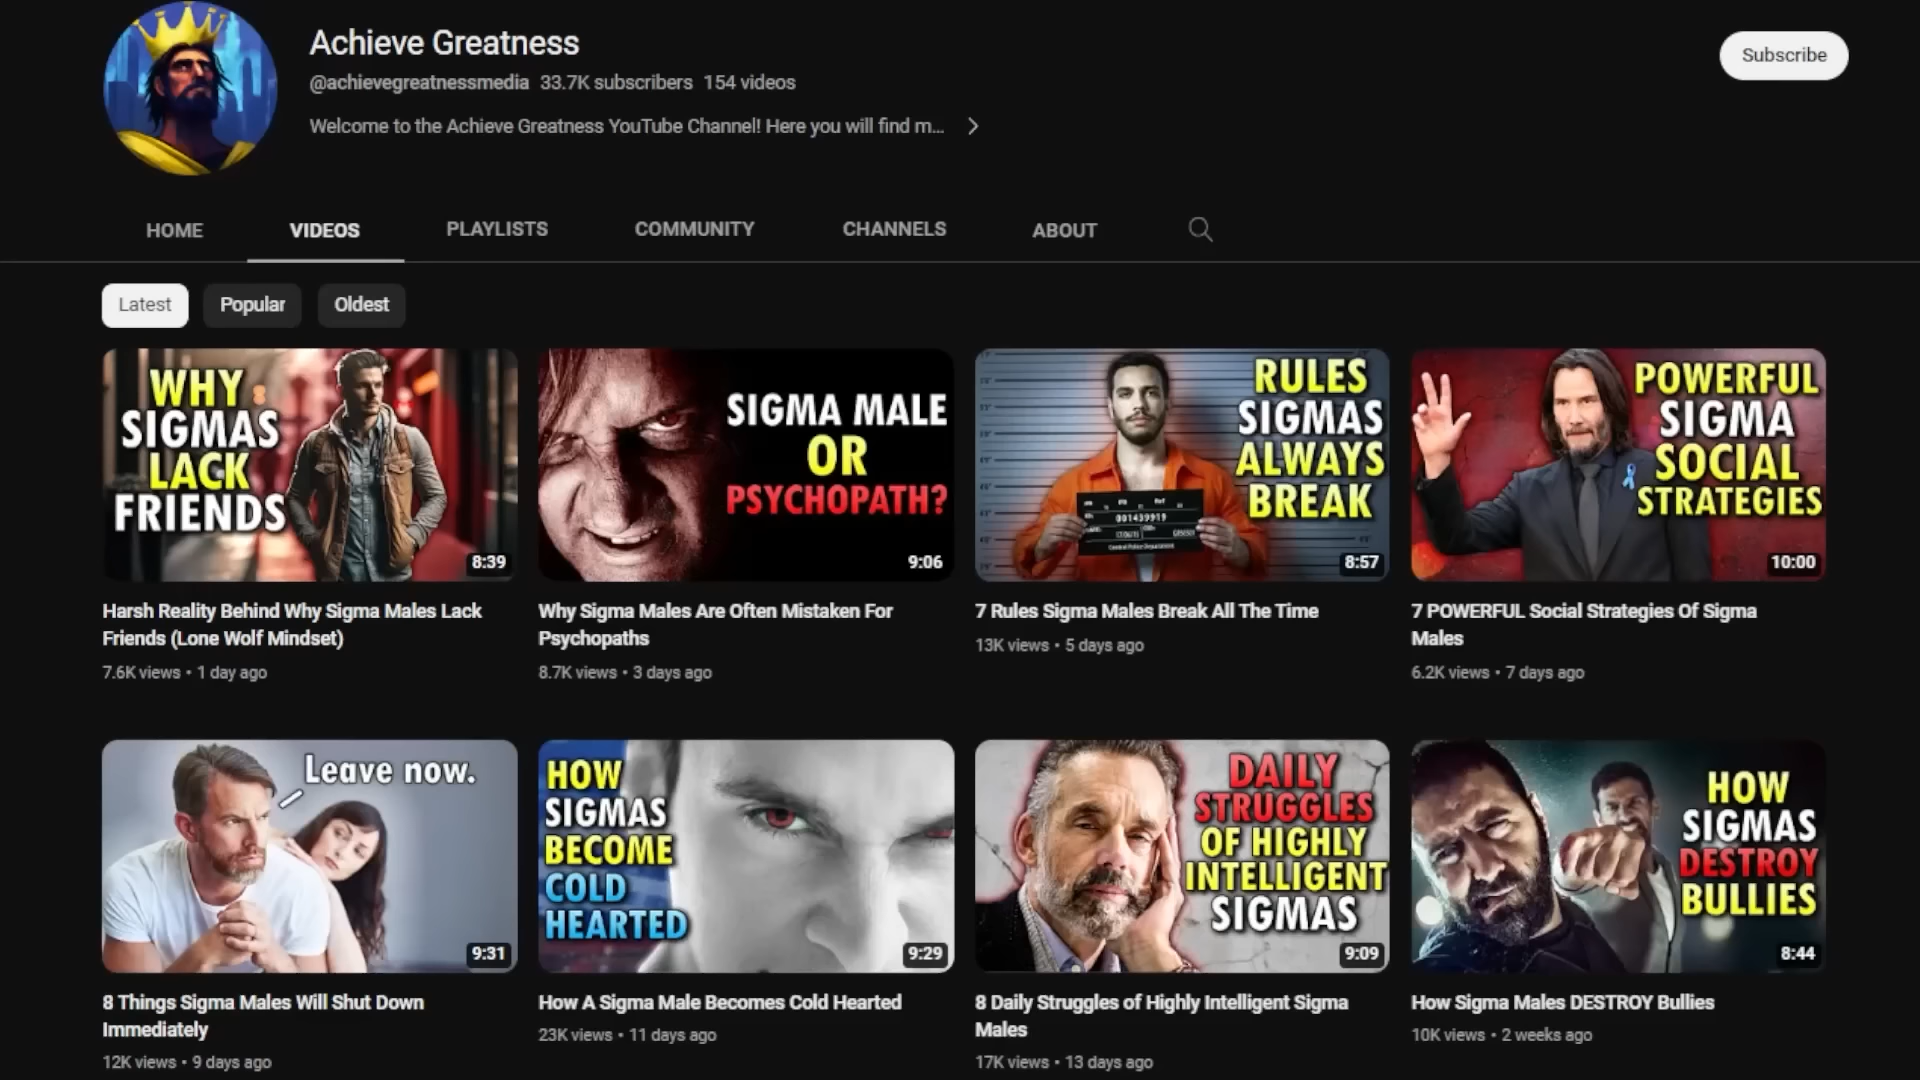 Achieve Greatness
Subscribe
@achievegreatnessmedia 33.7K subscribers 154 videos
Welcome to the Achieve Greatness YouTube Channel! Here you will find m...
HOME VIDEOS PLAYLISTS COMMUNITY CHANNELS ABOUT
Latest Popular Oldest
WHY
SIGMAS
LACK
FRIENDS
8:39
SIGMA MALE
OR
PSYCHOPATH?
9:06
RULES
SIGMAS
ALWAYS
BREAK
001439919
8:57
POWERFUL
SIGMA
SOCIAL
STRATEGIES
10:00
Harsh Reality Behind Why Sigma Males Lack
Friends (Lone Wolf Mindset)
7.6K views • 1 day ago
Why Sigma Males Are Often Mistaken For
Psychopaths
8.7K views • 3 days ago
7 Rules Sigma Males Break All The Time
13K views • 5 days ago
7 POWERFUL Social Strategies Of Sigma
Males
6.2K views • 7 days ago
Leave now.
9:31
HOW
SIGMAS
BECOME
COLD
HEARTED
9:29
DAILY
STRUGGLES
OF HIGHLY
INTELLIGENT
SIGMAS
9:09
HOW
SIGMAS
DESTROY
BULLIES
8:44
8 Things Sigma Males Will Shut Down
Immediately
12K views • 9 days ago
How A Sigma Male Becomes Cold Hearted
23K views • 11 days ago
8 Daily Struggles of Highly Intelligent Sigma
Males
17K views • 13 days ago
How Sigma Males DESTROY Bullies
10K views • 2 weeks ago